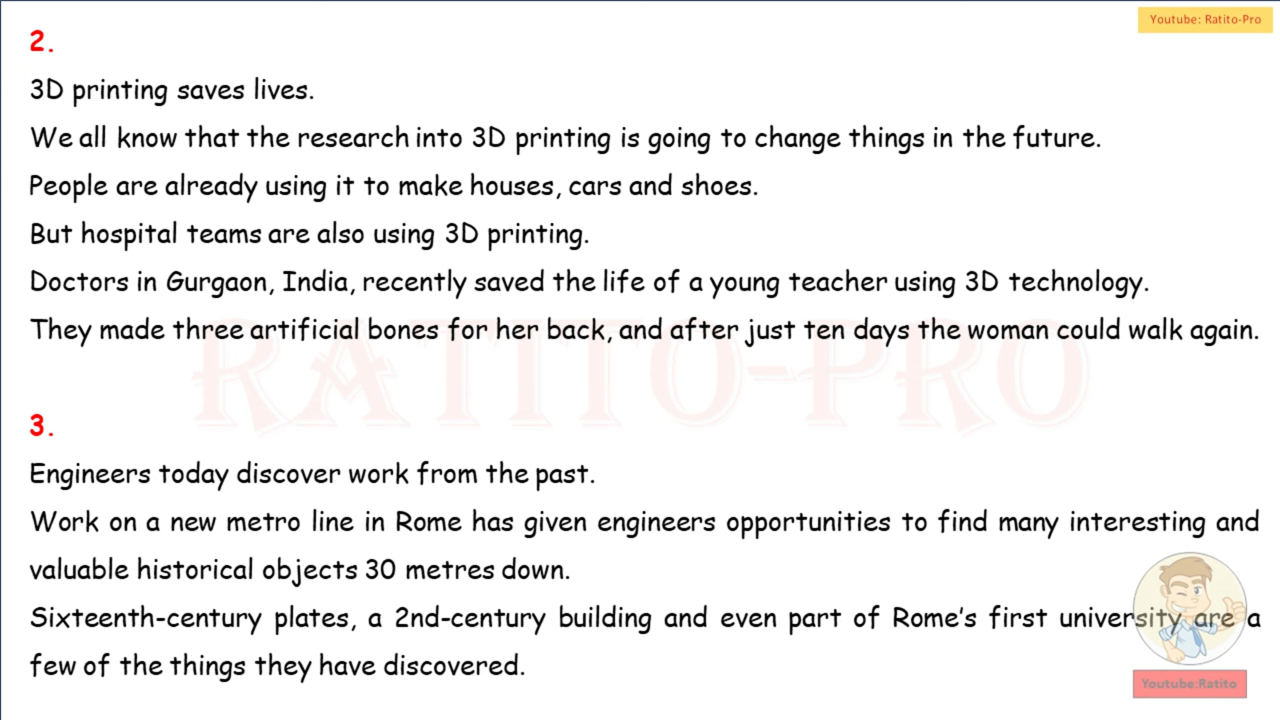 Youtube: Ratito-Pro
2.
3D printing saves lives.
We all know that the research into 3D printing is going to change things in the future.
People are already using it to make houses, cars and shoes.
But hospital teams are also using 3D printing.
Doctors in Gurgaon, India, recently saved the life of a young teacher using 3D technology.
They made three artificial bones for her back, and after just ten days the woman could walk again.
RATITO-PRO
3.
Engineers today discover work from the past.
Work on a new metro line in Rome has given engineers opportunities to find many interesting and
valuable historical objects 30 metres down.
Sixteenth-century plates, a 2nd-century building and even part of Rome's first university are a
few of the things they have discovered.
Youtube:Ratito